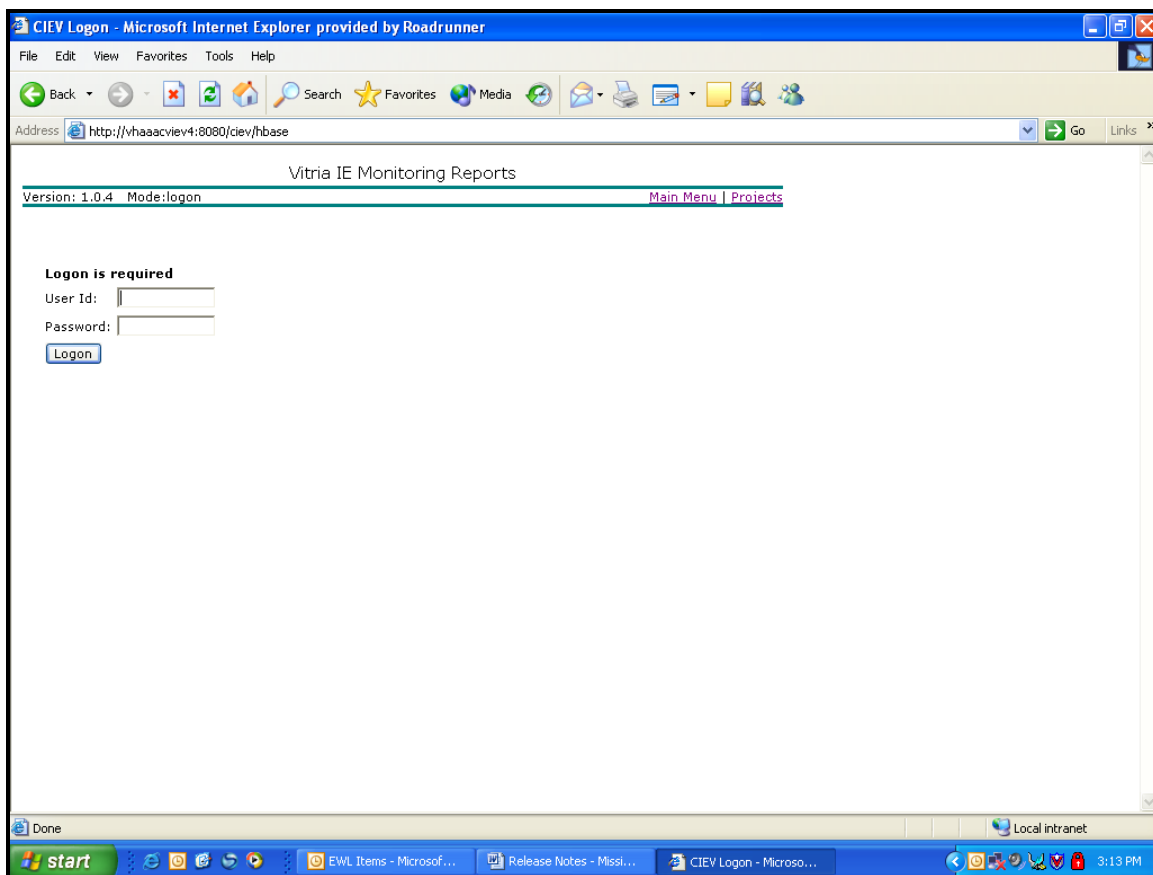 CIEV Logon - Microsoft Internet Explorer provided by Roadrunner
File Edit View Favorites Tools Help
Back Search Favorites Media
Address http://vhaaacviev4:8080/ciev/hbase Go Links »
Vitria IE Monitoring Reports
Version: 1.0.4 Mode:logon Main Menu | Projects
Logon is required
User Id:
Password:
Logon
Done Local intranet
start EWL Items - Microsof... Release Notes - Missi... CIEV Logon - Microso... 3:13 PM